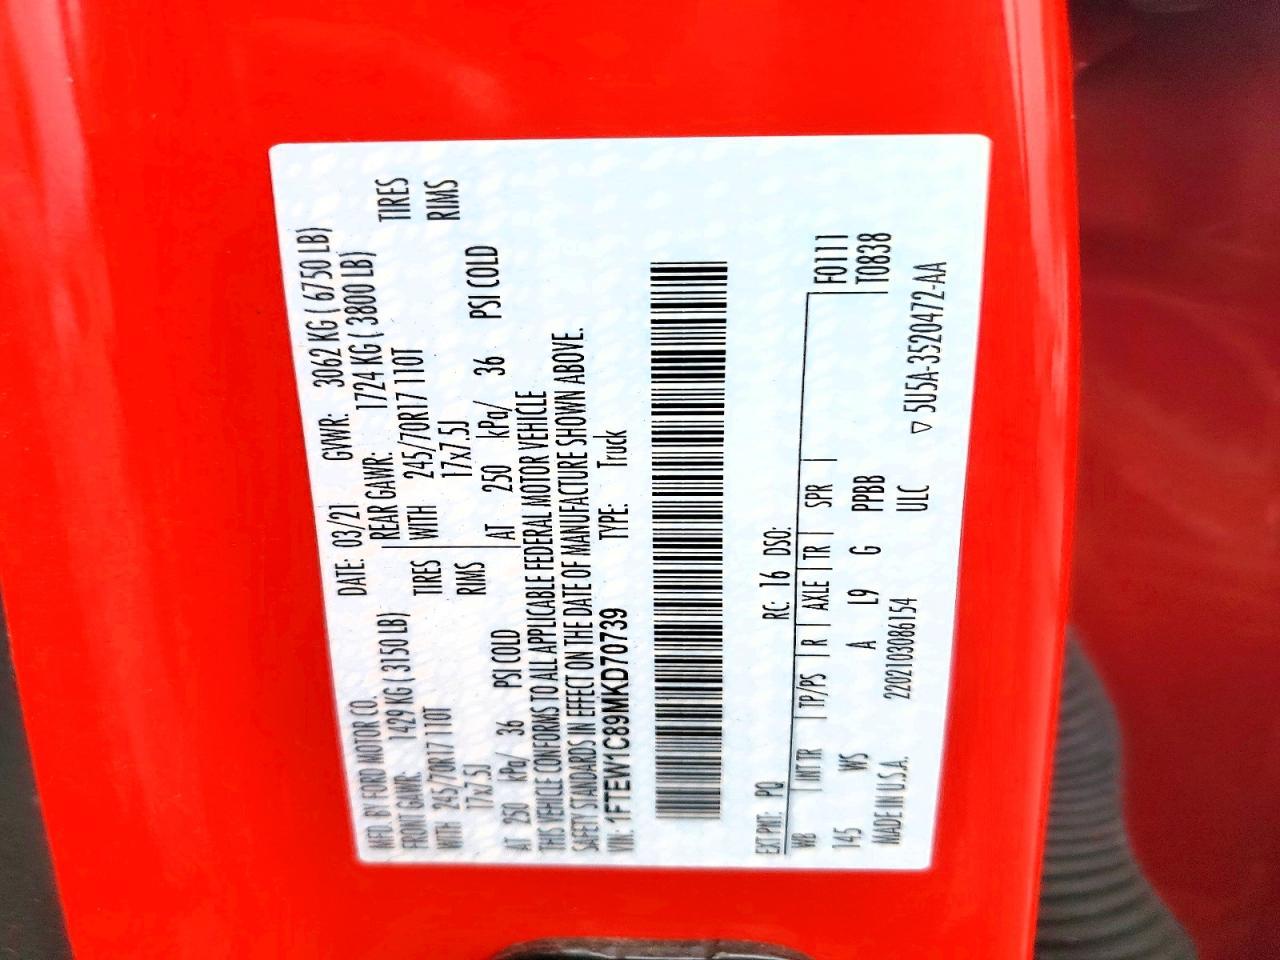 MFD. BY FORD MOTOR CO.
DATE: 03/21 GVWR: 3062 KG ( 6750 LB)
FRONT GAWR: 1429 KG ( 3150 LB) REAR GAWR: 1724 KG ( 3800 LB)
WITH 245/70R17 110T TIRES WITH 245/70R17 110T TIRES
17x7.5J RIMS 17x7.5J RIMS
AT 250 kPa/ 36 PSI COLD AT 250 kPa/ 36 PSI COLD
THIS VEHICLE CONFORMS TO ALL APPLICABLE FEDERAL MOTOR VEHICLE
SAFETY STANDARDS IN EFFECT ON THE DATE OF MANUFACTURE SHOWN ABOVE.
VIN: 1FTEW1C89MKD70739 TYPE: Truck
EXT PNT: PQ RC: 16 DSO:
WB INT TR TP/PS R AXLE TR SPR F0111
T0838
145 WS A L9 G PPBB
MADE IN U.S.A. 220210308​6154 ULC
▽ 5U5A-3520472-AA